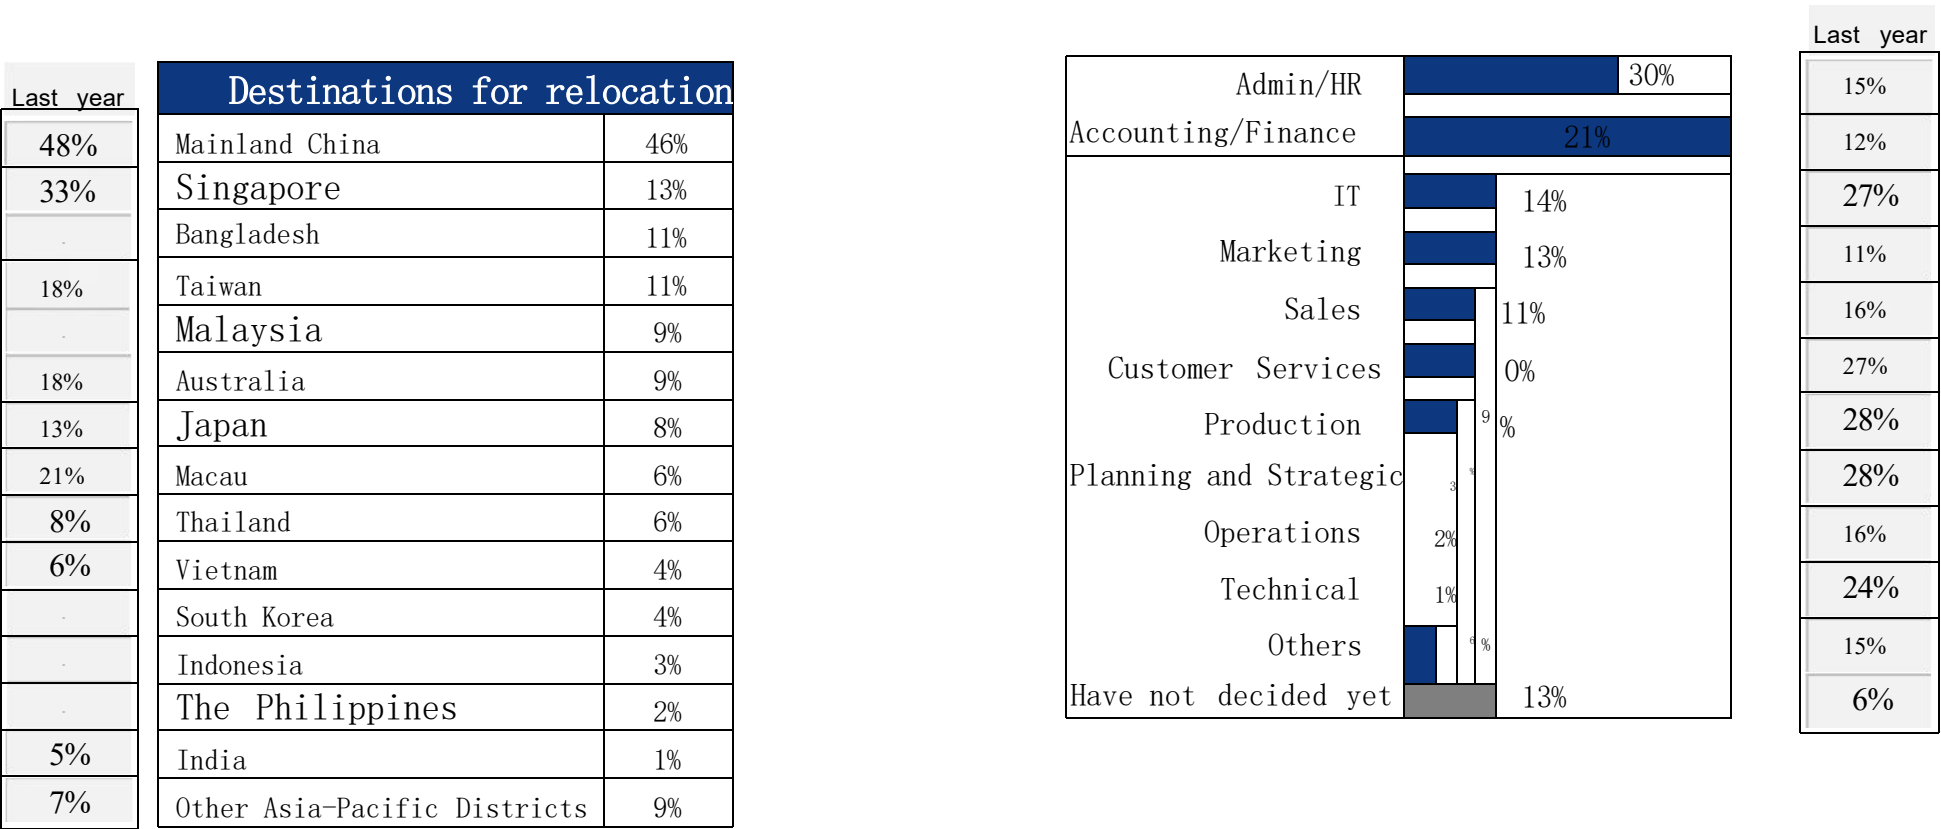 Last year
48%
33%
-
18%
-
18%
13%
21%
8%
6%
-
-
-
5%
7%
Destinations for relocation
Mainland China 46%
Singapore 13%
Bangladesh 11%
Taiwan 11%
Malaysia 9%
Australia 9%
Japan 8%
Macau 6%
Thailand 6%
Vietnam 4%
South Korea 4%
Indonesia 3%
The Philippines 2%
India 1%
Other Asia-Pacific Districts 9%
Admin/HR 30%
Accounting/Finance 21%
IT 14%
Marketing 13%
Sales 11%
Customer Services 0%
Production 9 %
Planning and Strategic 3 %
Operations 2%
Technical 1%
Others 6 %
Have not decided yet 13%
Last year
15%
12%
27%
11%
16%
27%
28%
28%
16%
24%
15%
6%